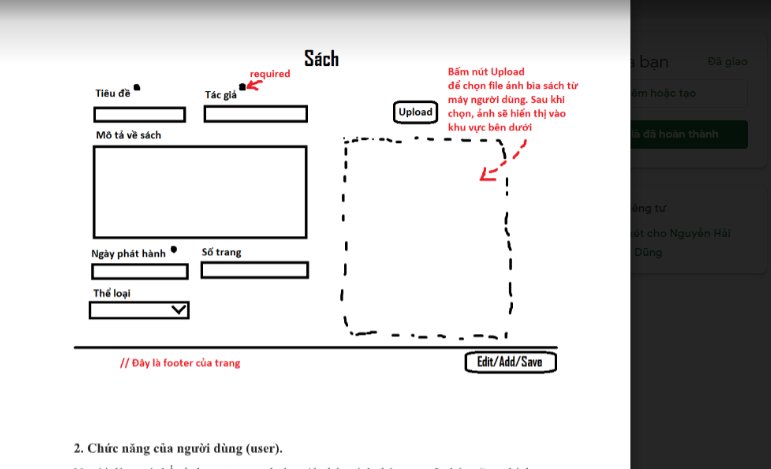 Sách
required
Bấm nút Upload
để chọn file ảnh bìa sách từ
máy người dùng. Sau khi
chọn, ảnh sẽ hiển thị vào
khu vực bên dưới
Tiêu đề
Tác giả
Upload
Mô tả về sách
Ngày phát hành
Số trang
Thể loại
// Đây là footer của trang
Edit/Add/Save
2. Chức năng của người dùng (user).
bạn
Đã giao
êm hoặc tạo
là đã hoàn thành
êng tư
xét cho Nguyễn Hải
Dũng